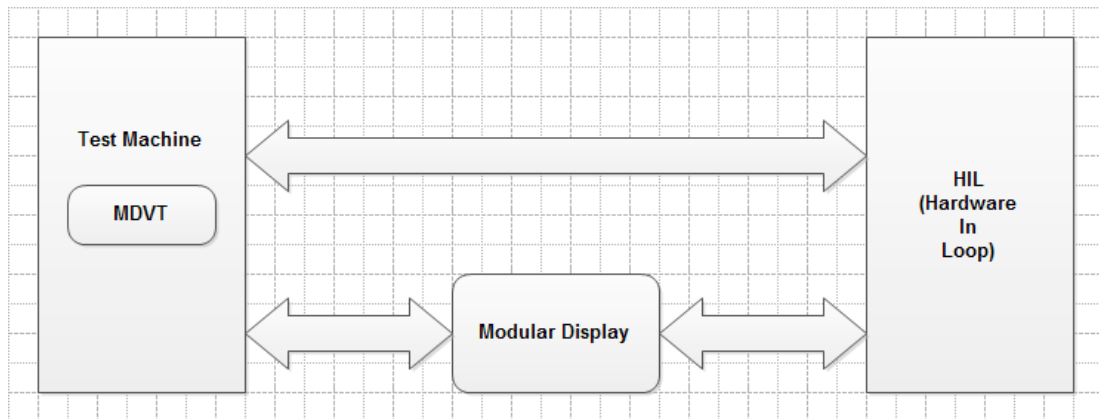 Test Machine
MDVT
HIL
(Hardware
In
Loop)
Modular Display